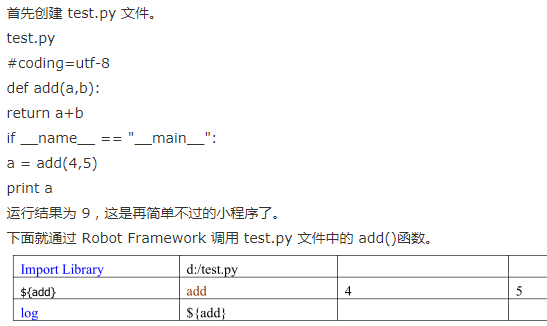 首先创建 test.py 文件。
test.py
#coding=utf-8
def add(a,b):
return a+b
if __name__ == "__main__":
a = add(4,5)
print a
运行结果为 9，这是再简单不过的小程序了。
下面就通过 Robot Framework 调用 test.py 文件中的 add()函数。
Import Library d:/test.py
${add} add 4 5
log ${add}